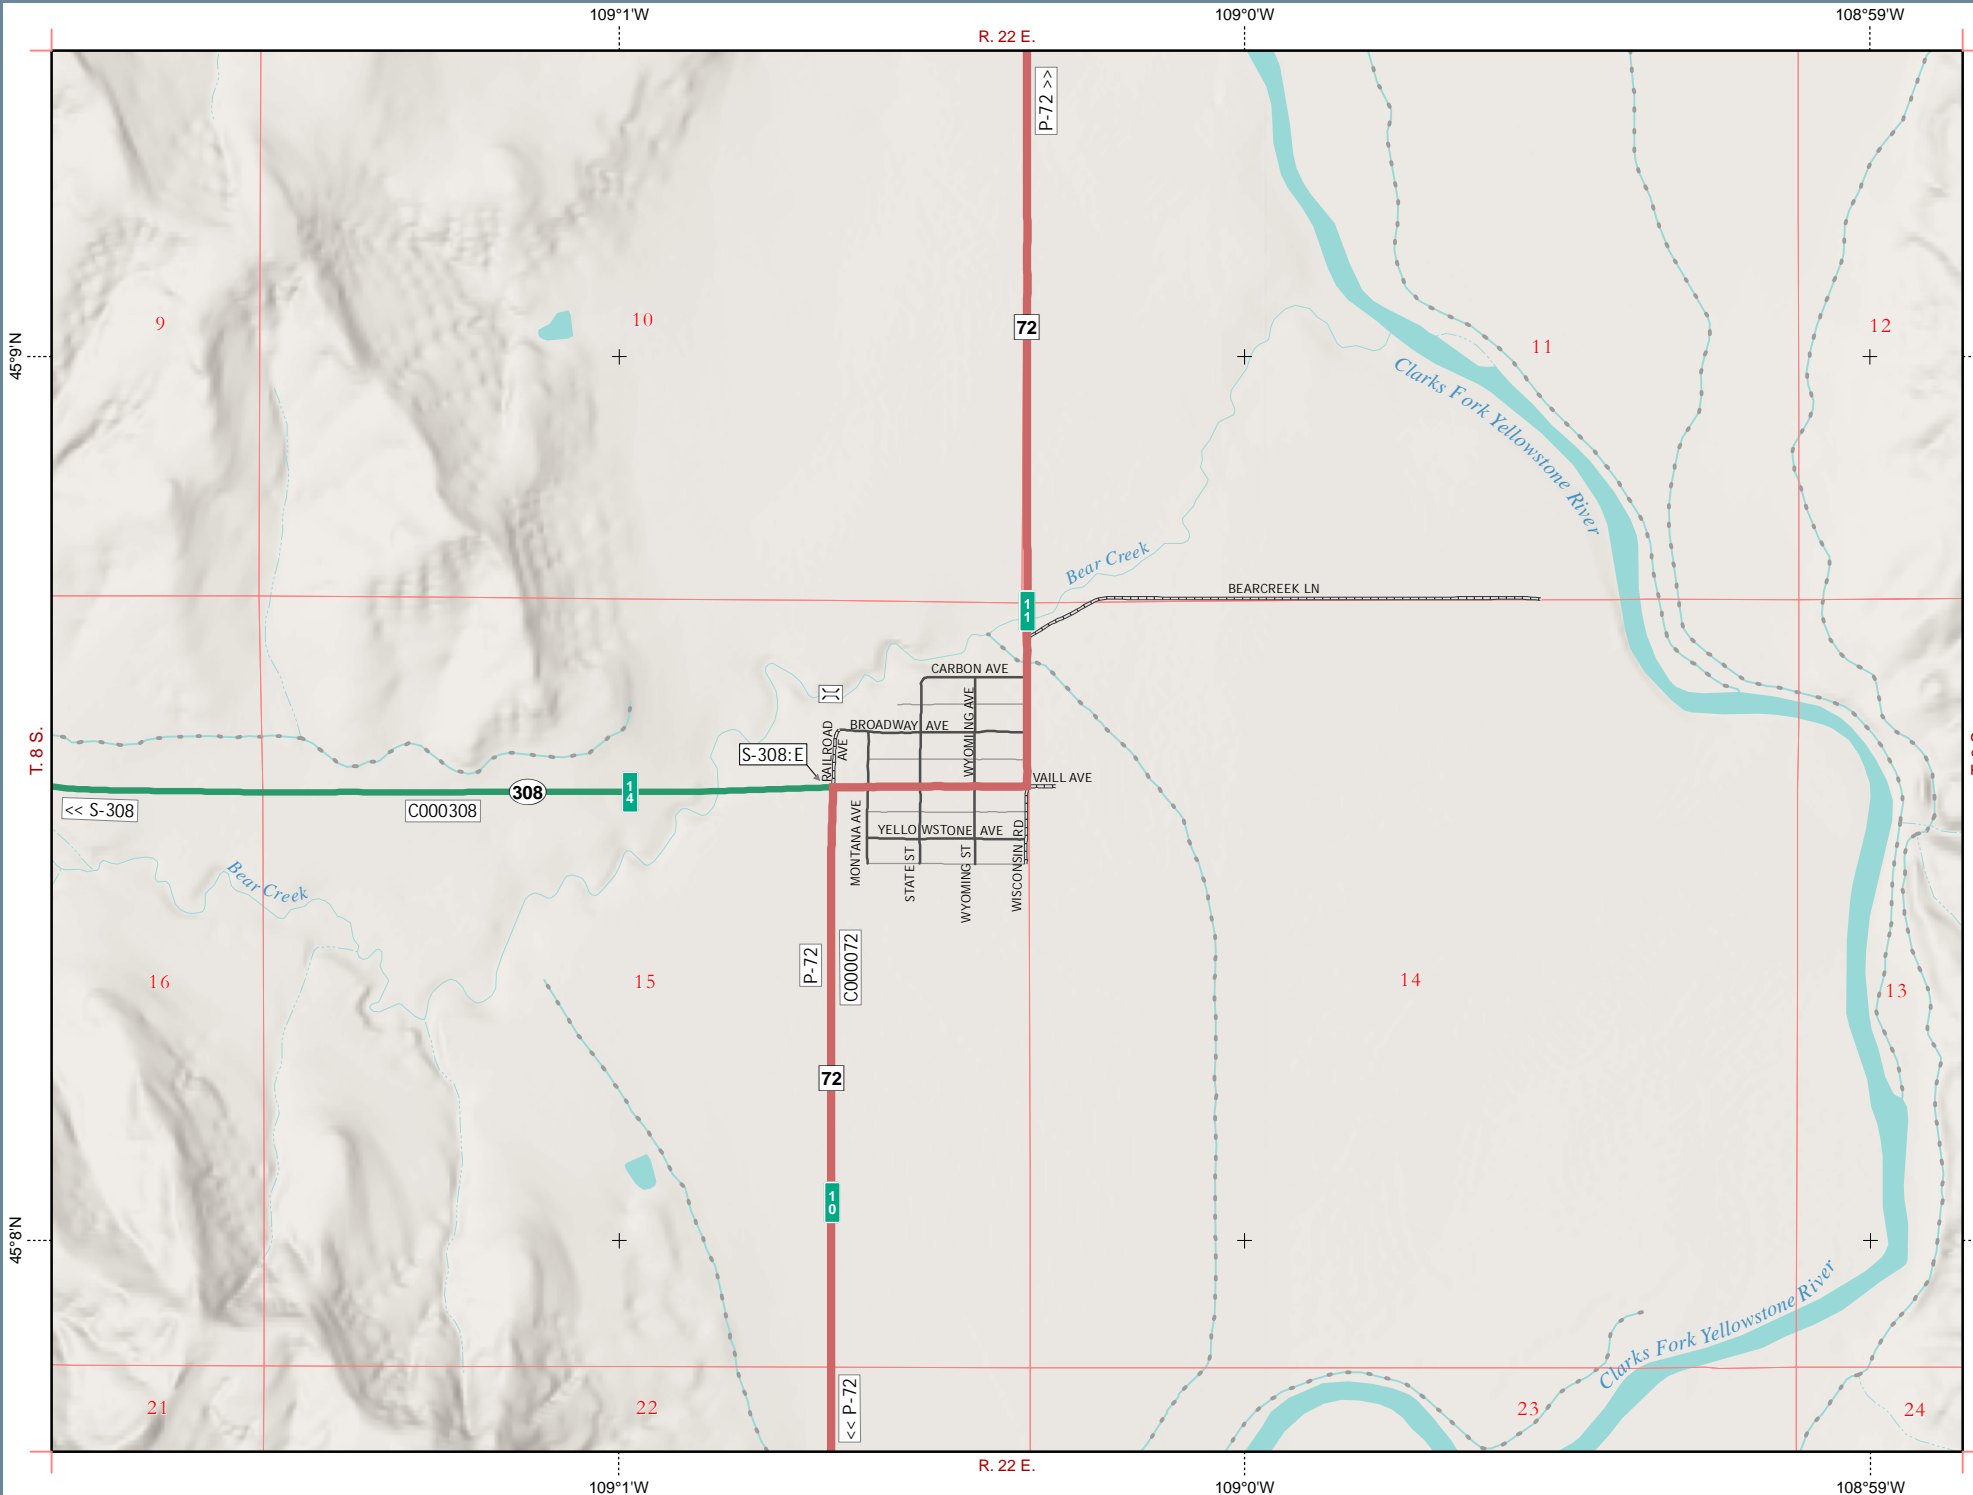 109°1'W
109°0'W
108°59'W
R. 22 E.
P-72 >>
9
10
72
11
12
45°9'N
Clarks Fork Yellowstone River
Bear Creek
BEARCREEK LN
1
1
CARBON AVE
WYOMING AVE
BROADWAY AVE
RAILROAD
AVE
S-308:E
T. 8 S.
VAILL AVE
308
1
4
<< S-308
C000308
MONTANA AVE
YELLOWSTONE AVE
STATE ST
WYOMING ST
WISCONSIN RD
Bear Creek
P-72
C000072
16
15
14
13
72
1
0
45°8'N
Clarks Fork Yellowstone River
<< P-72
21
22
23
24
R. 22 E.
109°1'W
109°0'W
108°59'W